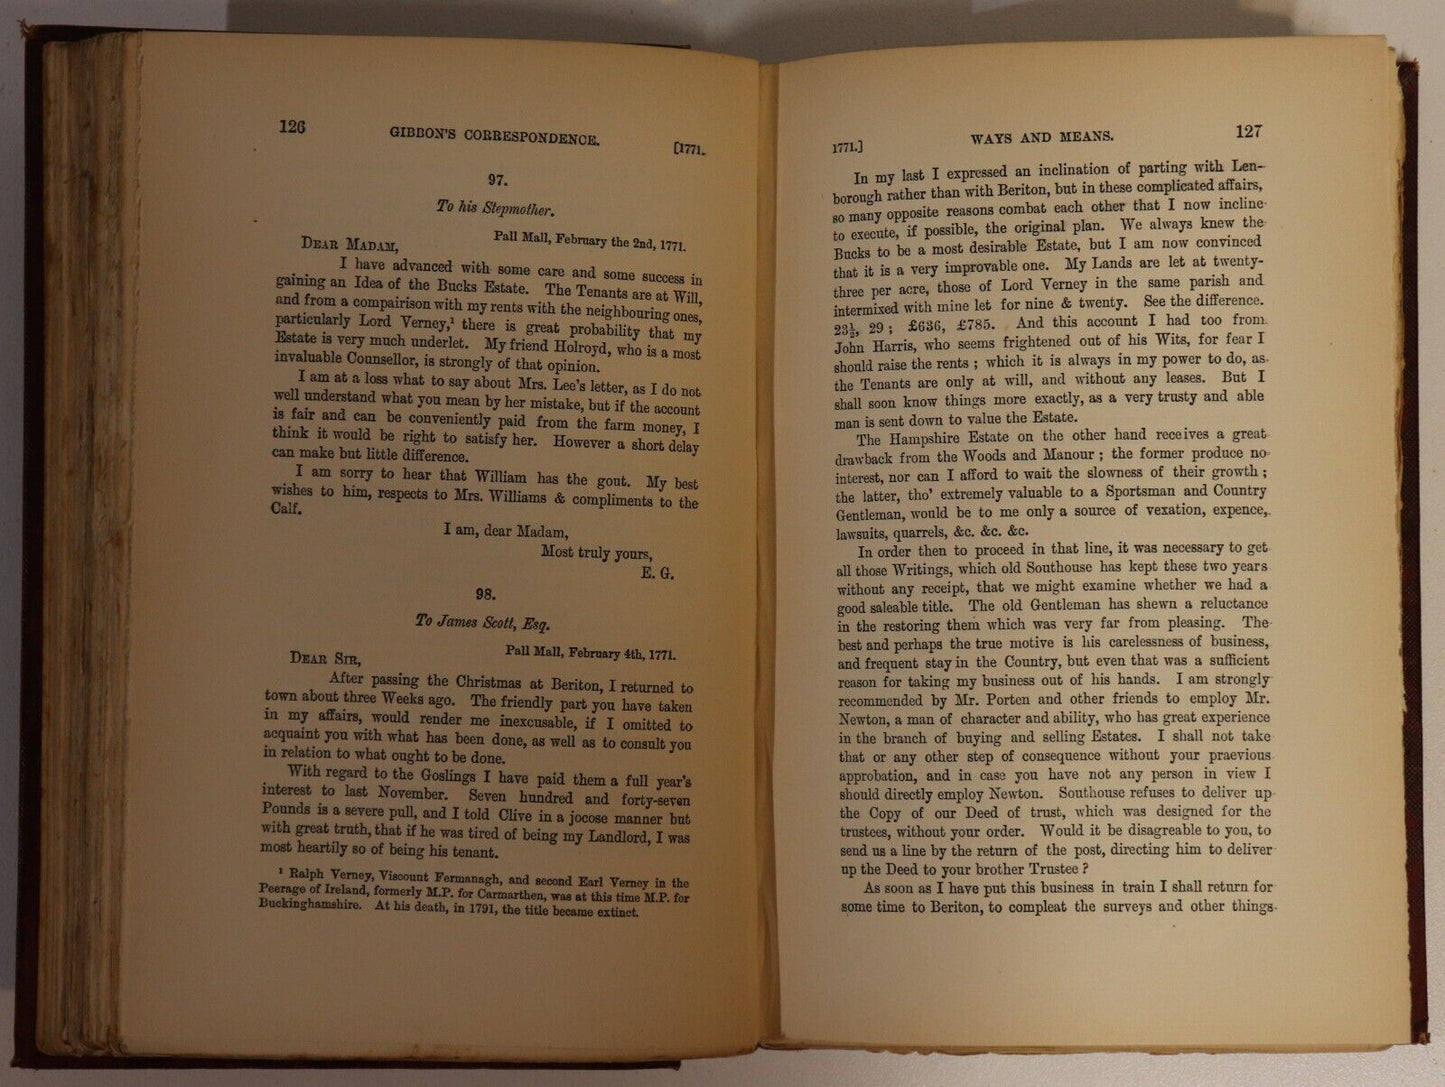 126
GIBBON'S CORRESPONDENCE.
[1771.
97.
To his Stepmother.
Pall Mall, February the 2nd, 1771.
DEAR MADAM,
I have advanced with some care and some success in
gaining an Idea of the Bucks Estate. The Tenants are at Will,
and from a compairison with my rents with the neighbouring ones,
particularly Lord Verney,¹ there is great probability that my
Estate is very much underlet. My friend Holroyd, who is a most
invaluable Counsellor, is strongly of that opinion.
I am at a loss what to say about Mrs. Lee's letter, as I do not
well understand what you mean by her mistake, but if the account
is fair and can be conveniently paid from the farm money, I
think it would be right to satisfy her. However a short delay
can make but little difference.
I am sorry to hear that William has the gout. My best
wishes to him, respects to Mrs. Williams & compliments to the
Calf.
I am, dear Madam,
Most truly yours,
E. G.
98.
To James Scott, Esq.
Pall Mall, February 4th, 1771.
DEAR SIR,
After passing the Christmas at Beriton, I returned to
town about three Weeks ago. The friendly part you have taken
in my affairs, would render me inexcusable, if I omitted to
acquaint you with what has been done, as well as to consult you
in relation to what ought to be done.
With regard to the Goslings I have paid them a full year's
interest to last November. Seven hundred and forty-seven
Pounds is a severe pull, and I told Clive in a jocose manner but
with great truth, that if he was tired of being my Landlord, I was
most heartily so of being his tenant.
¹ Ralph Verney, Viscount Fermanagh, and second Earl Verney in the
Peerage of Ireland, formerly M.P. for Carmarthen, was at this time M.P. for
Buckinghamshire. At his death, in 1791, the title became extinct.
1771.]
WAYS AND MEANS.
127
In my last I expressed an inclination of parting with Len-
borough rather than with Beriton, but in these complicated affairs,
so many opposite reasons combat each other that I now incline
to execute, if possible, the original plan. We always knew the
Bucks to be a most desirable Estate, but I am now convinced
that it is a very improvable one. My Lands are let at twenty-
three per acre, those of Lord Verney in the same parish and
intermixed with mine let for nine & twenty. See the difference.
23½, 29; £636, £785. And this account I had too from
John Harris, who seems frightened out of his Wits, for fear I
should raise the rents; which it is always in my power to do, as
the Tenants are only at will, and without any leases. But I
shall soon know things more exactly, as a very trusty and able
man is sent down to value the Estate.
The Hampshire Estate on the other hand receives a great
drawback from the Woods and Manour; the former produce no
interest, nor can I afford to wait the slowness of their growth;
the latter, tho' extremely valuable to a Sportsman and Country
Gentleman, would be to me only a source of vexation, expence,
lawsuits, quarrels, &c. &c. &c.
In order then to proceed in that line, it was necessary to get
all those Writings, which old Southouse has kept these two years
without any receipt, that we might examine whether we had a
good saleable title. The old Gentleman has shewn a reluctance
in the restoring them which was very far from pleasing. The
best and perhaps the true motive is his carelessness of business,
and frequent stay in the Country, but even that was a sufficient
reason for taking my business out of his hands. I am strongly
recommended by Mr. Porten and other friends to employ Mr.
Newton, a man of character and ability, who has great experience
in the branch of buying and selling Estates. I shall not take
that or any other step of consequence without your praevious
approbation, and in case you have not any person in view I
should directly employ Newton. Southouse refuses to deliver up
the Copy of our Deed of trust, which was designed for the
trustees, without your order. Would it be disagreable to you, to
send us a line by the return of the post, directing him to deliver
up the Deed to your brother Trustee?
As soon as I have put this business in train I shall return for
some time to Beriton, to compleat the surveys and other things